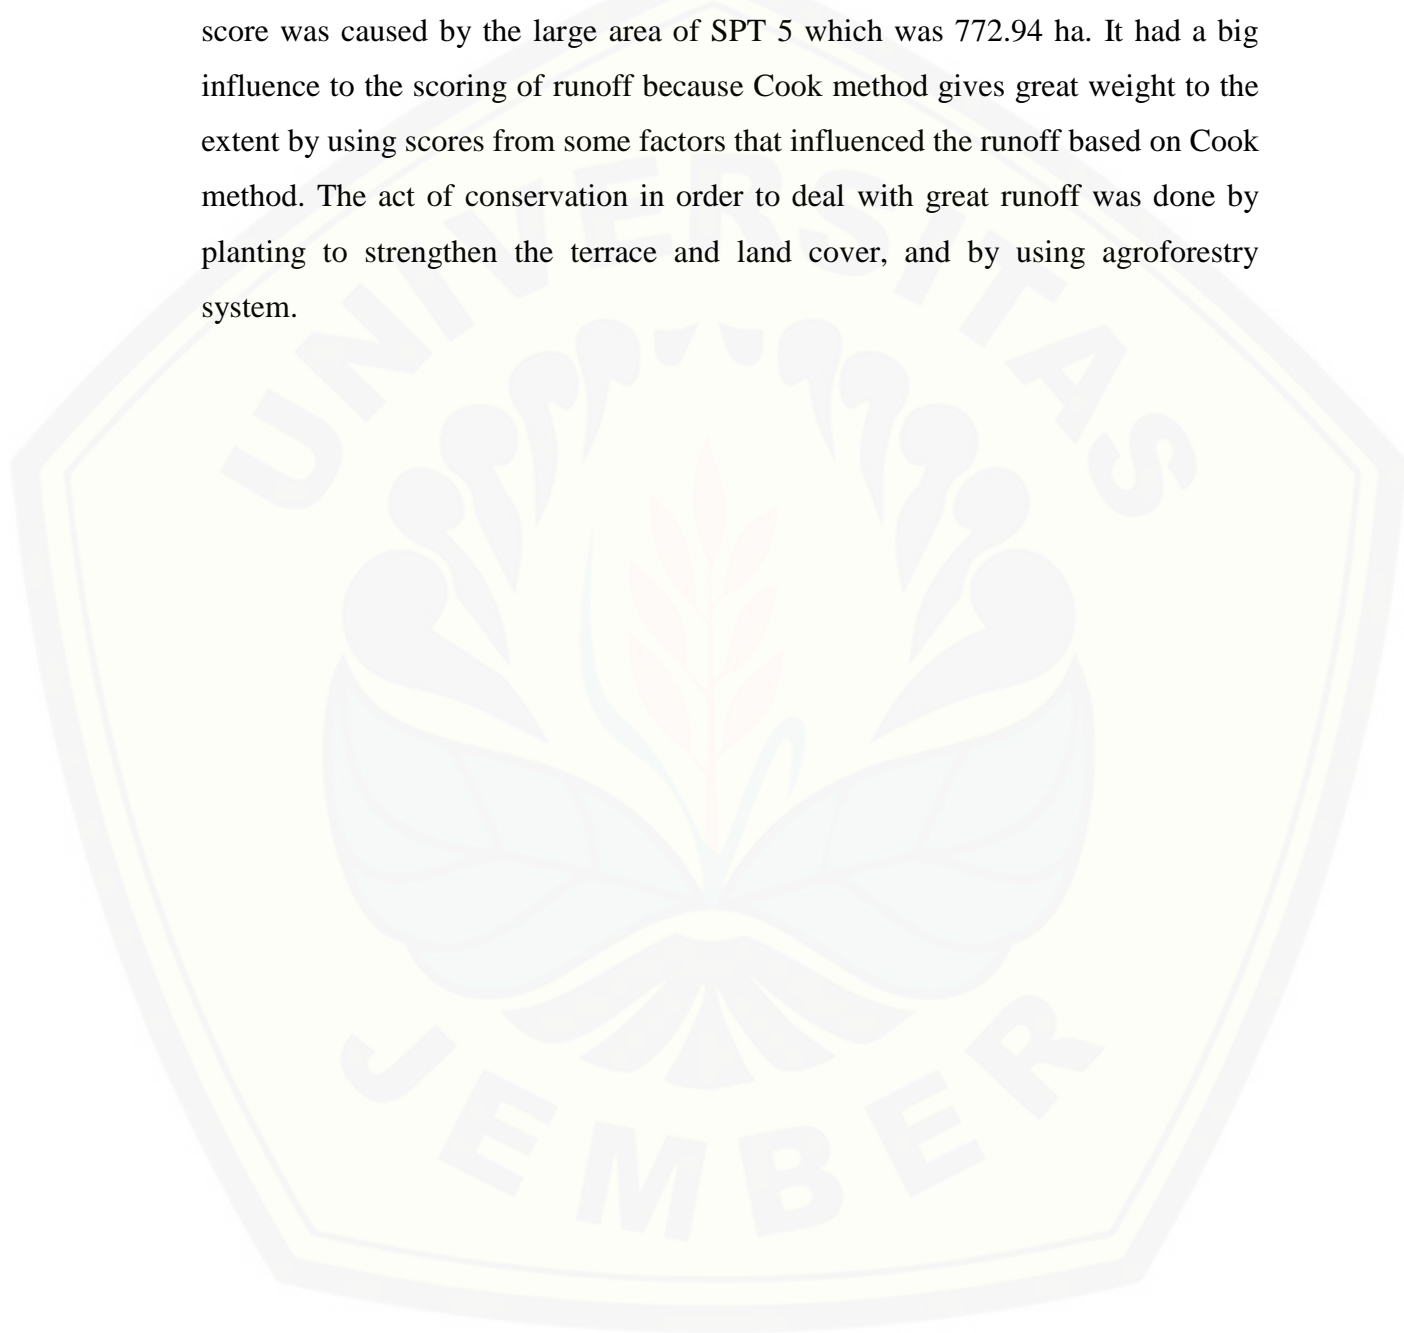 score was caused by the large area of SPT 5 which was 772.94 ha. It had a big
influence to the scoring of runoff because Cook method gives great weight to the
extent by using scores from some factors that influenced the runoff based on Cook
method. The act of conservation in order to deal with great runoff was done by
planting to strengthen the terrace and land cover, and by using agroforestry
system.
UNIVERSITAS
JEMBER